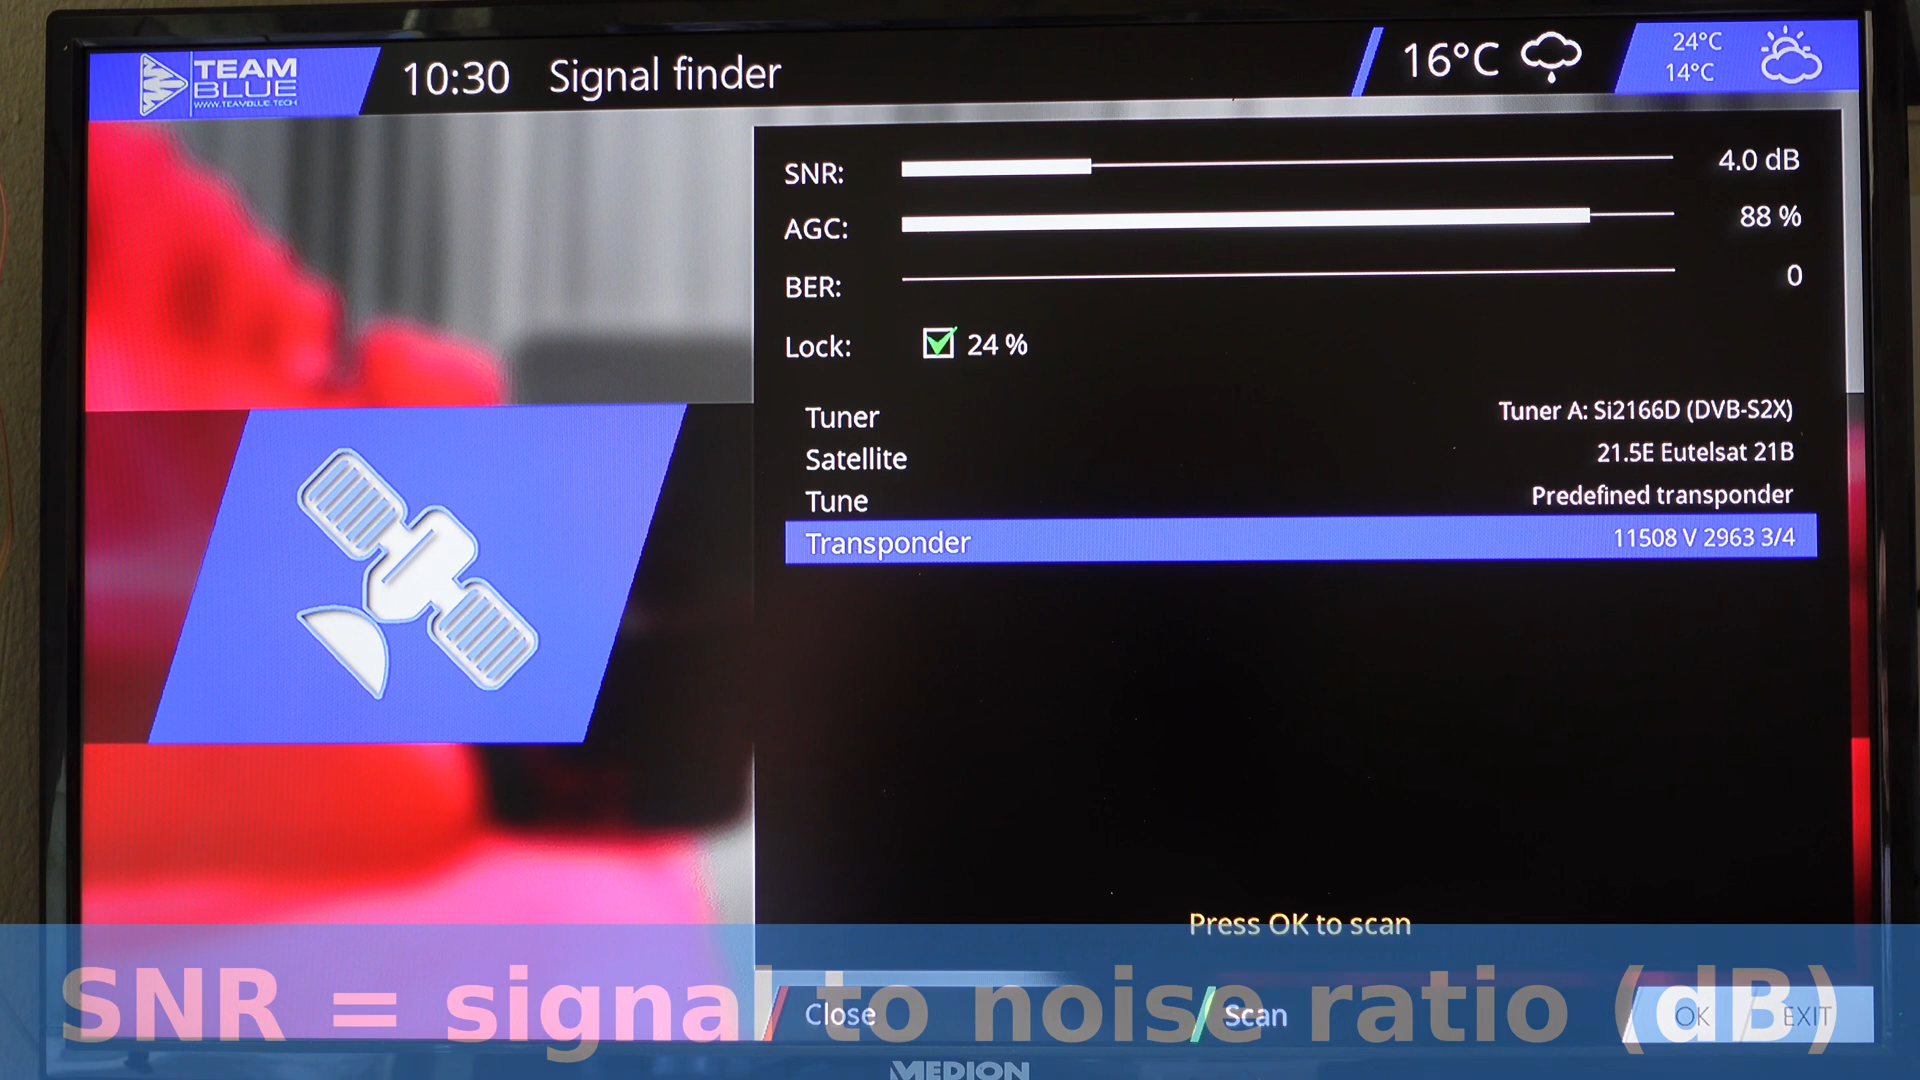 TEAM
BLUE
WWW.TEAMBLUE.TECH
10:30 Signal finder
16°C
24°C
14°C
SNR: 4.0 dB
AGC: 88 %
BER: 0
Lock: 24 %
Tuner Tuner A: Si2166D (DVB-S2X)
Satellite 21.5E Eutelsat 21B
Tune Predefined transponder
Transponder 11508 V 2963 3/4
Press OK to scan
SNR = signal to noise ratio (dB)
Close Scan OK EXIT
MEDION